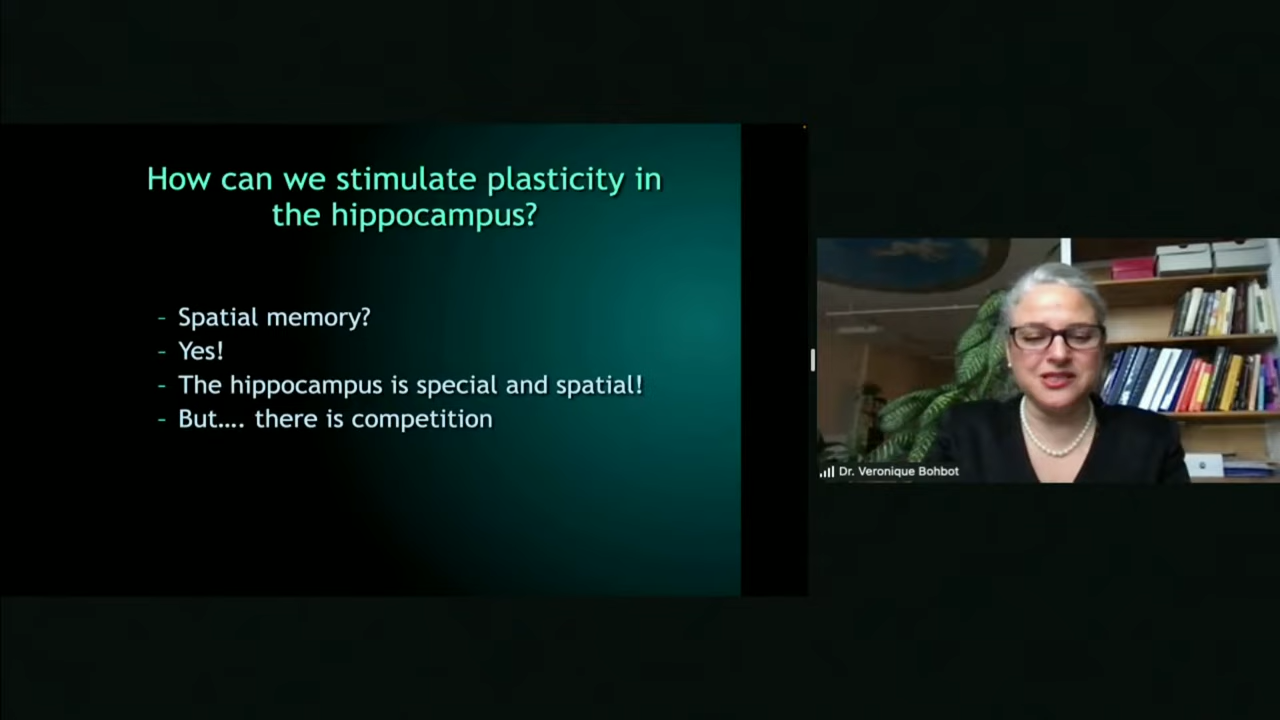 How can we stimulate plasticity in
the hippocampus?
- Spatial memory?
- Yes!
- The hippocampus is special and spatial!
- But.... there is competition
Dr. Veronique Bohbot